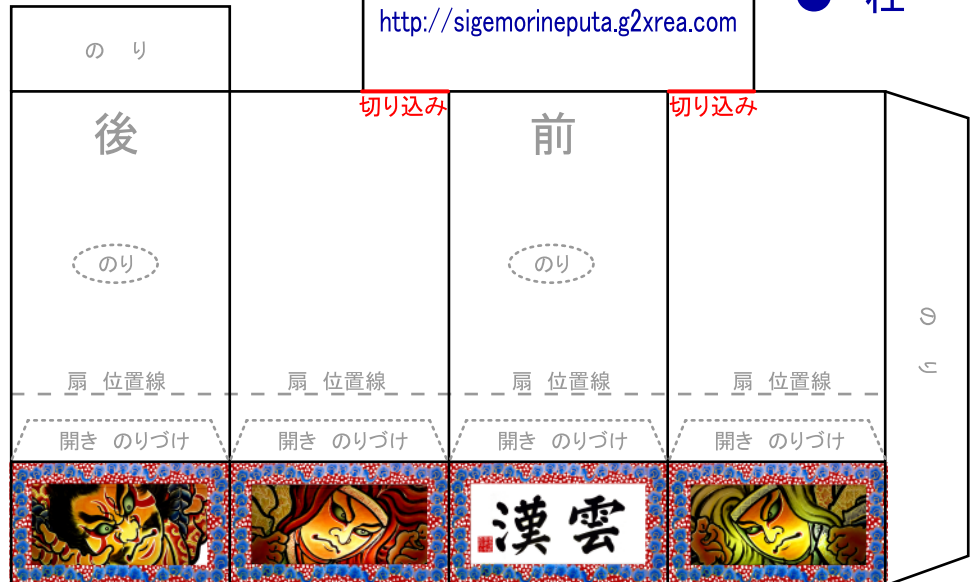 http://sigemorineputa.g2xrea.com
の り
切り込み
切り込み
後
前
のり
のり
のり
扇 位置線
扇 位置線
扇 位置線
扇 位置線
開き のりづけ
開き のりづけ
開き のりづけ
開き のりづけ
漢雲